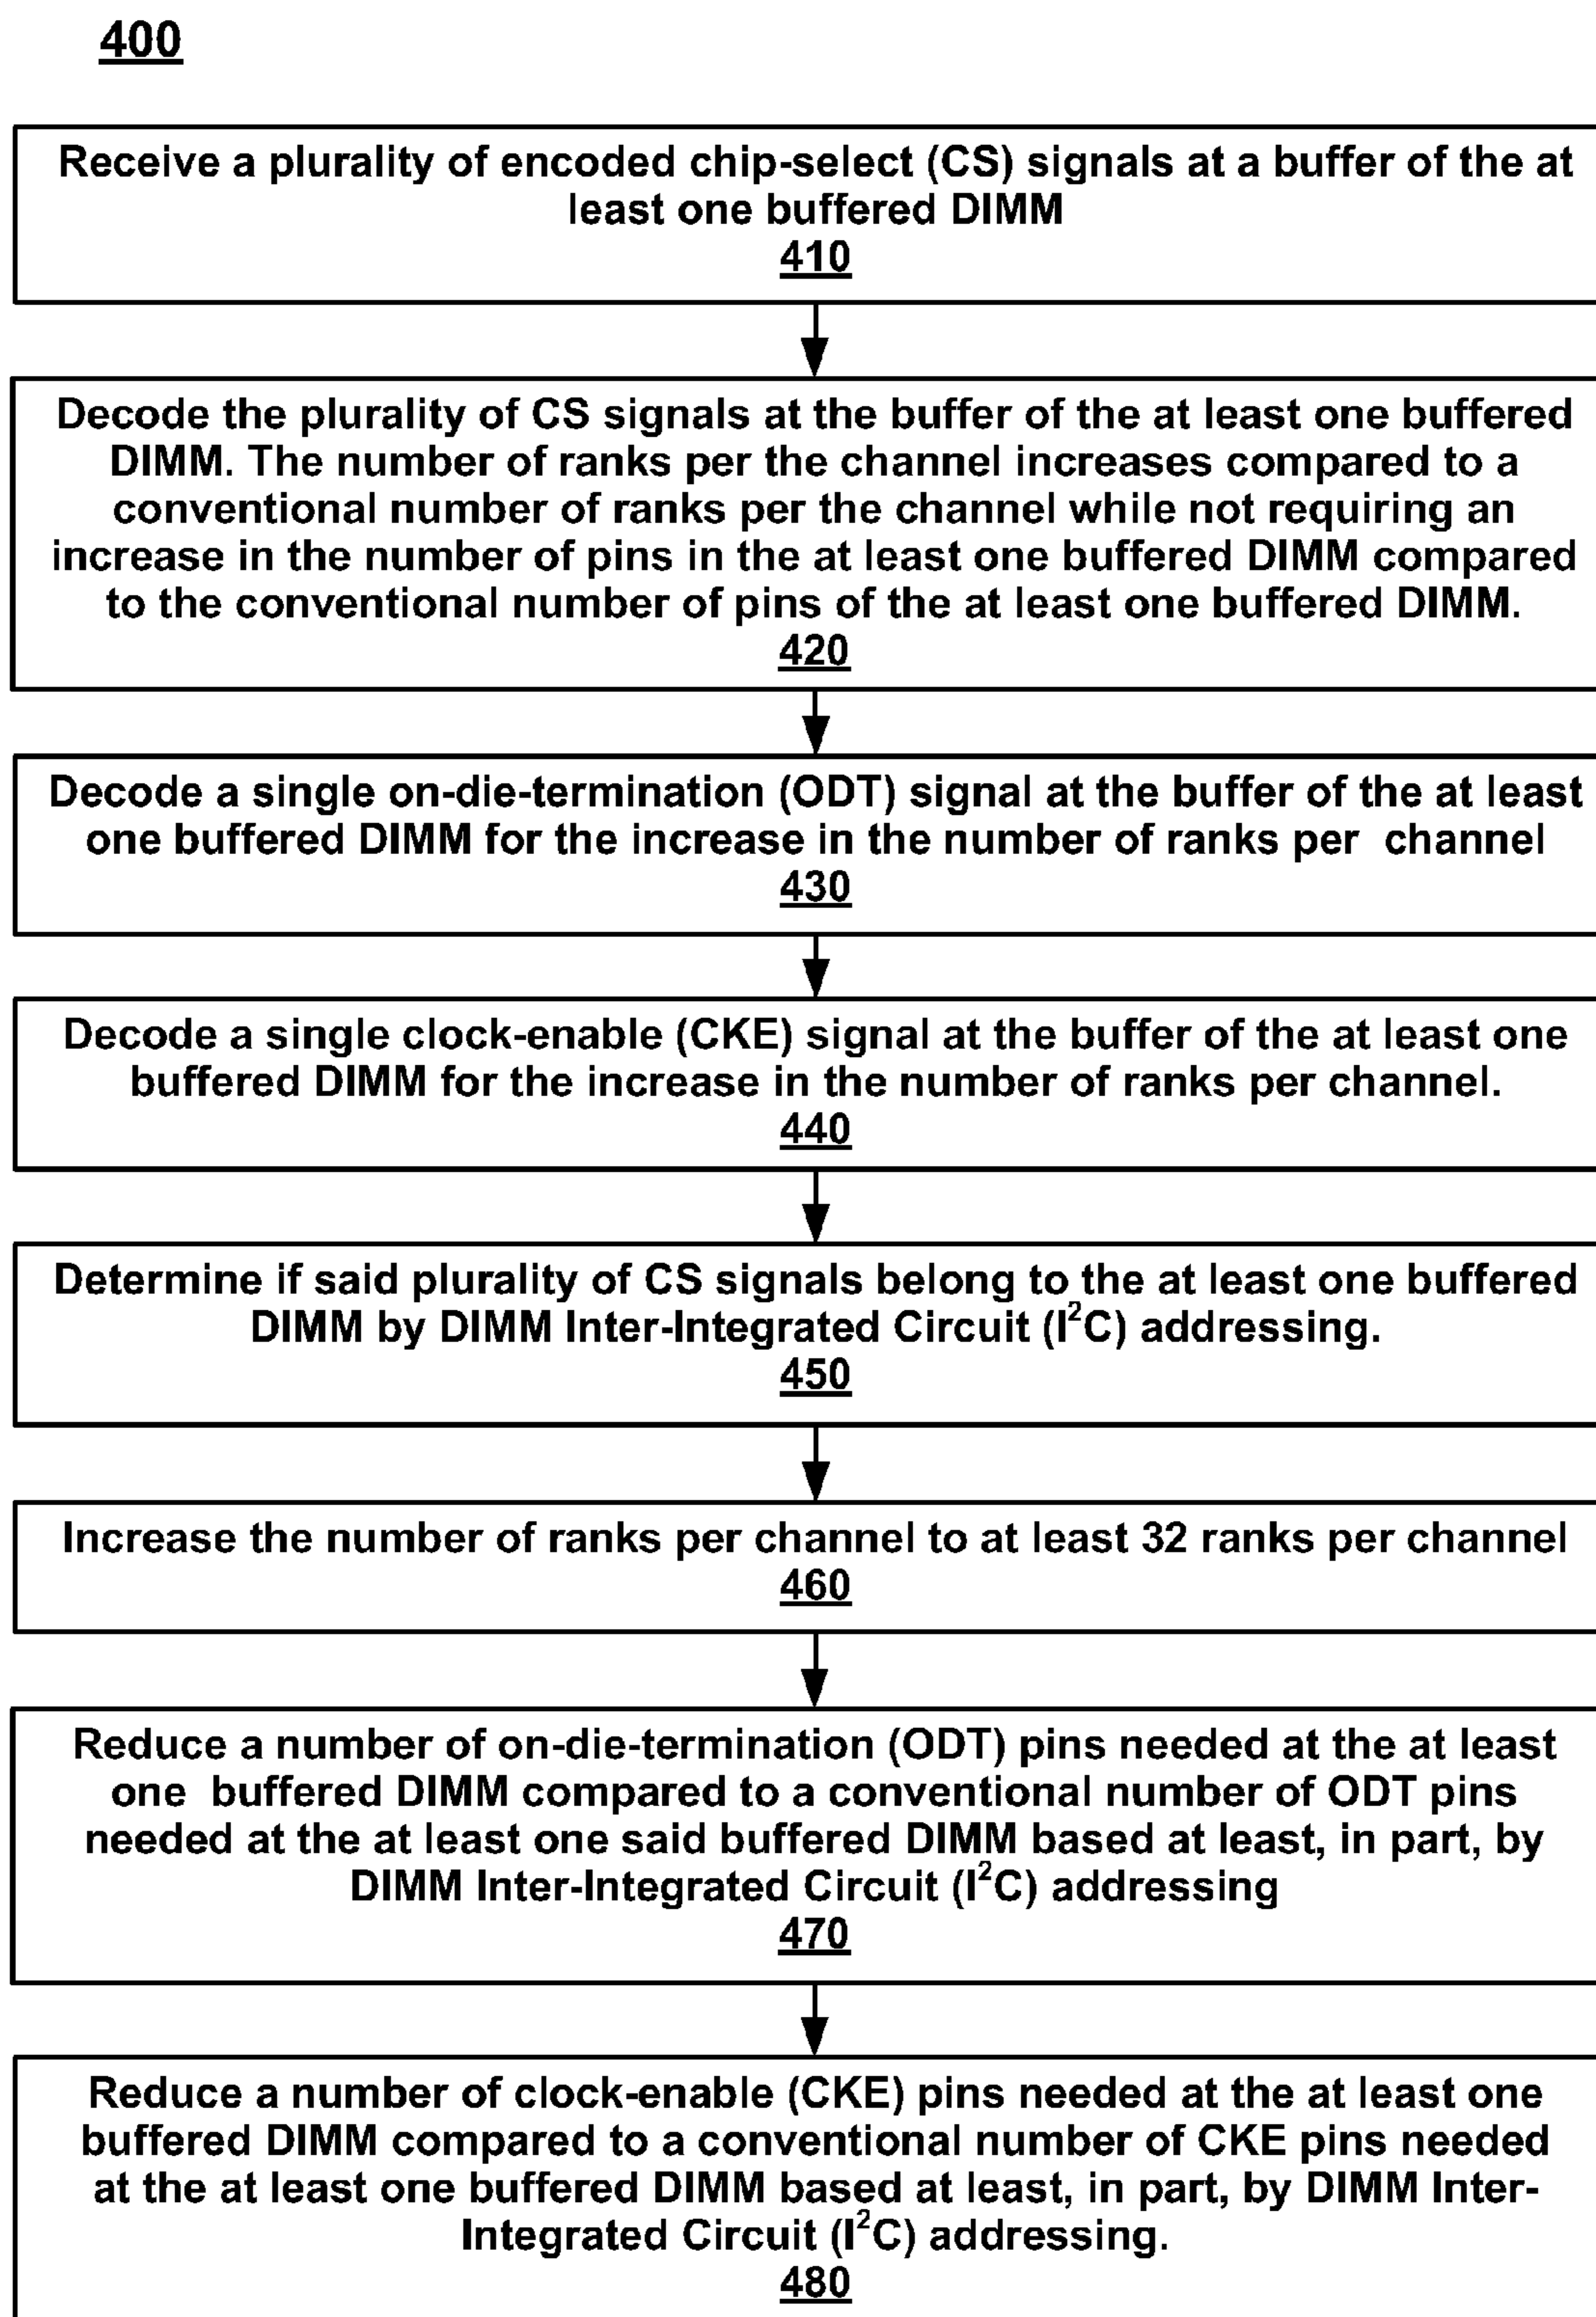 400
Receive a plurality of encoded chip-select (CS) signals at a buffer of the at
least one buffered DIMM
410
Decode the plurality of CS signals at the buffer of the at least one buffered
DIMM. The number of ranks per the channel increases compared to a
conventional number of ranks per the channel while not requiring an
increase in the number of pins in the at least one buffered DIMM compared
to the conventional number of pins of the at least one buffered DIMM.
420
Decode a single on-die-termination (ODT) signal at the buffer of the at least
one buffered DIMM for the increase in the number of ranks per channel
430
Decode a single clock-enable (CKE) signal at the buffer of the at least one
buffered DIMM for the increase in the number of ranks per channel.
440
Determine if said plurality of CS signals belong to the at least one buffered
DIMM by DIMM Inter-Integrated Circuit (I²C) addressing.
450
Increase the number of ranks per channel to at least 32 ranks per channel
460
Reduce a number of on-die-termination (ODT) pins needed at the at least
one buffered DIMM compared to a conventional number of ODT pins
needed at the at least one said buffered DIMM based at least, in part, by
DIMM Inter-Integrated Circuit (I²C) addressing
470
Reduce a number of clock-enable (CKE) pins needed at the at least one
buffered DIMM compared to a conventional number of CKE pins needed
at the at least one buffered DIMM based at least, in part, by DIMM Inter-
Integrated Circuit (I²C) addressing.
480